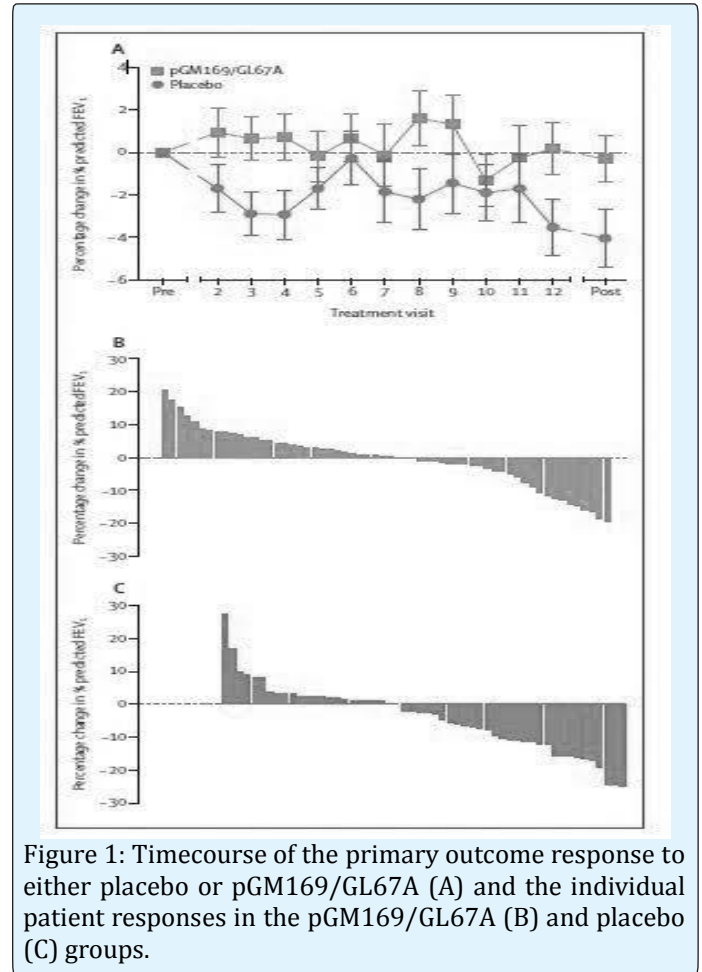 A
pGM169/GL67A
Placebo
Percentage change in % predicted FEV₁
4
2
0
−2
−4
−6
Pre
2
3
4
5
6
7
8
9
10
11
12
Post
Treatment visit
B
Percentage change in % predicted FEV₁
30
20
10
0
−10
−20
−30
C
Percentage change in % predicted FEV₁
30
20
10
0
−10
−20
−30
Figure 1: Timecourse of the primary outcome response to
either placebo or pGM169/GL67A (A) and the individual
patient responses in the pGM169/GL67A (B) and placebo
(C) groups.